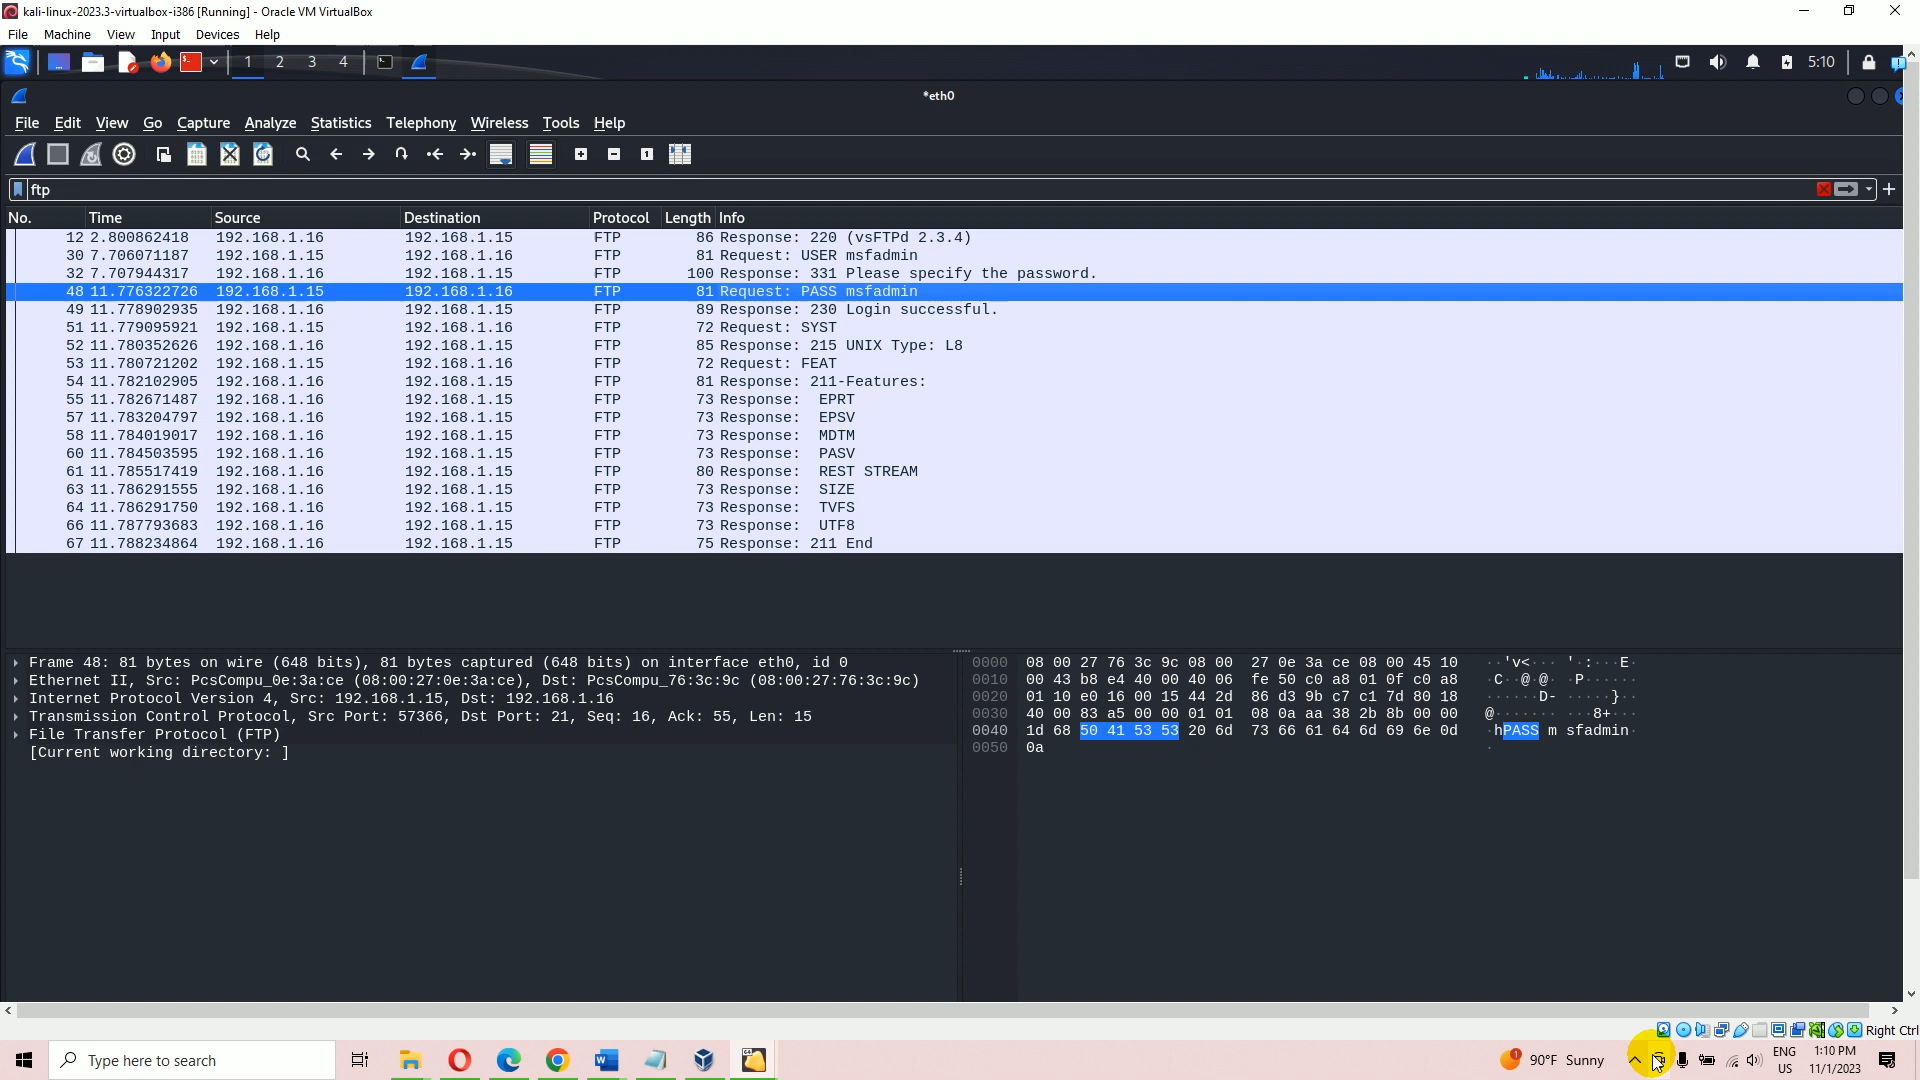 kali-linux-2023.3-virtualbox-i386 [Running] - Oracle VM VirtualBox
File Machine View Input Devices Help
1 2 3 4 5:10
*eth0
File Edit View Go Capture Analyze Statistics Telephony Wireless Tools Help
ftp
No. Time Source Destination Protocol Length Info
12 2.800862418 192.168.1.16 192.168.1.15 FTP 86 Response: 220 (vsFTPd 2.3.4)
30 7.706071187 192.168.1.15 192.168.1.16 FTP 81 Request: USER msfadmin
32 7.707944317 192.168.1.16 192.168.1.15 FTP 100 Response: 331 Please specify the password.
48 11.776322726 192.168.1.15 192.168.1.16 FTP 81 Request: PASS msfadmin
49 11.778902935 192.168.1.16 192.168.1.15 FTP 89 Response: 230 Login successful.
51 11.779095921 192.168.1.15 192.168.1.16 FTP 72 Request: SYST
52 11.780352626 192.168.1.16 192.168.1.15 FTP 85 Response: 215 UNIX Type: L8
53 11.780721202 192.168.1.15 192.168.1.16 FTP 72 Request: FEAT
54 11.782102905 192.168.1.16 192.168.1.15 FTP 81 Response: 211-Features:
55 11.782671487 192.168.1.16 192.168.1.15 FTP 73 Response: EPRT
57 11.783204797 192.168.1.16 192.168.1.15 FTP 73 Response: EPSV
58 11.784019017 192.168.1.16 192.168.1.15 FTP 73 Response: MDTM
60 11.784503595 192.168.1.16 192.168.1.15 FTP 73 Response: PASV
61 11.785517419 192.168.1.16 192.168.1.15 FTP 80 Response: REST STREAM
63 11.786291555 192.168.1.16 192.168.1.15 FTP 73 Response: SIZE
64 11.786291750 192.168.1.16 192.168.1.15 FTP 73 Response: TVFS
66 11.787793683 192.168.1.16 192.168.1.15 FTP 73 Response: UTF8
67 11.788234864 192.168.1.16 192.168.1.15 FTP 75 Response: 211 End
Frame 48: 81 bytes on wire (648 bits), 81 bytes captured (648 bits) on interface eth0, id 0
Ethernet II, Src: PcsCompu_0e:3a:ce (08:00:27:0e:3a:ce), Dst: PcsCompu_76:3c:9c (08:00:27:76:3c:9c)
Internet Protocol Version 4, Src: 192.168.1.15, Dst: 192.168.1.16
Transmission Control Protocol, Src Port: 57366, Dst Port: 21, Seq: 16, Ack: 55, Len: 15
File Transfer Protocol (FTP)
[Current working directory: ]
0000 08 00 27 76 3c 9c 08 00 27 0e 3a ce 08 00 45 10 ··'v<··· '·:···E·
0010 00 43 b8 e4 40 00 40 06 fe 50 c0 a8 01 0f c0 a8 ·C··@·@· ·P······
0020 01 10 e0 16 00 15 44 2d 86 d3 9b c7 c1 7d 80 18 ······D- ·····}··
0030 40 00 83 a5 00 00 01 01 08 0a aa 38 2b 8b 00 00 @······· ···8+···
0040 1d 68 50 41 53 53 20 6d 73 66 61 64 6d 69 6e 0d ·hPASS m sfadmin·
0050 0a ·
Right Ctrl
Type here to search
1 90°F Sunny
ENG US
1:10 PM
11/1/2023